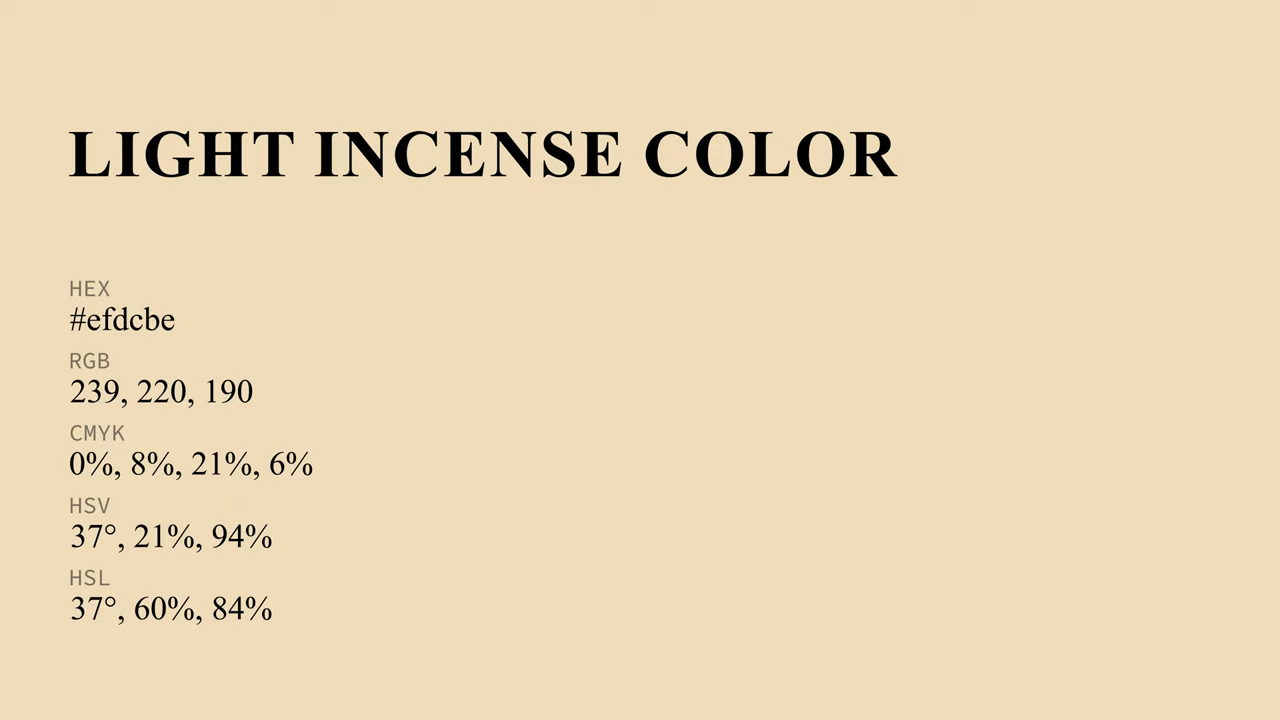 LIGHT INCENSE COLOR
HEX
#efdcbe
RGB
239, 220, 190
CMYK
0%, 8%, 21%, 6%
HSV
37°, 21%, 94%
HSL
37°, 60%, 84%